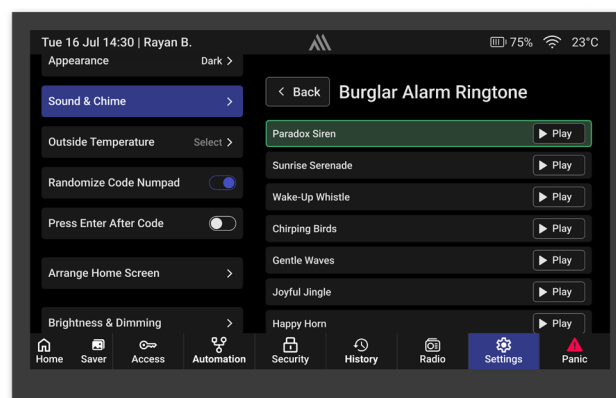 Tue 16 Jul 14:30 | Rayan B.
75%
23°C
Appearance
Dark >
Sound & Chime
Outside Temperature
Select >
Randomize Code Numpad
Press Enter After Code
Arrange Home Screen
Brightness & Dimming
< Back
Burglar Alarm Ringtone
Paradox Siren
Play
Sunrise Serenade
Play
Wake-Up Whistle
Play
Chirping Birds
Play
Gentle Waves
Play
Joyful Jingle
Play
Happy Horn
Play
Home
Saver
Access
Automation
Security
History
Radio
Settings
Panic